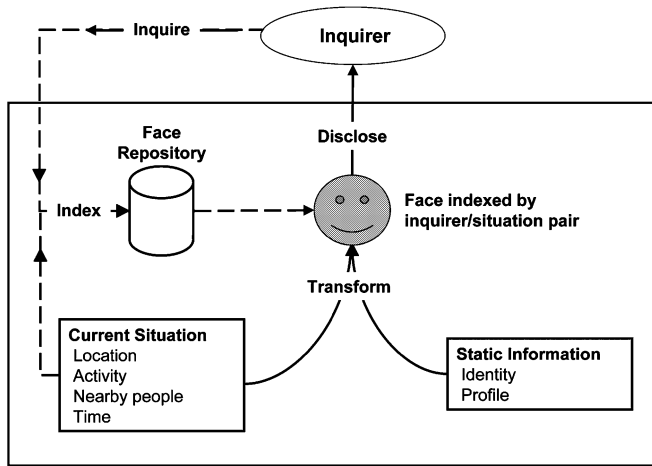 Inquire
Inquirer
Face
Repository
Disclose
Index
Face indexed by
inquirer/situation pair
Transform
Current Situation
Location
Activity
Nearby people
Time
Static Information
Identity
Profile